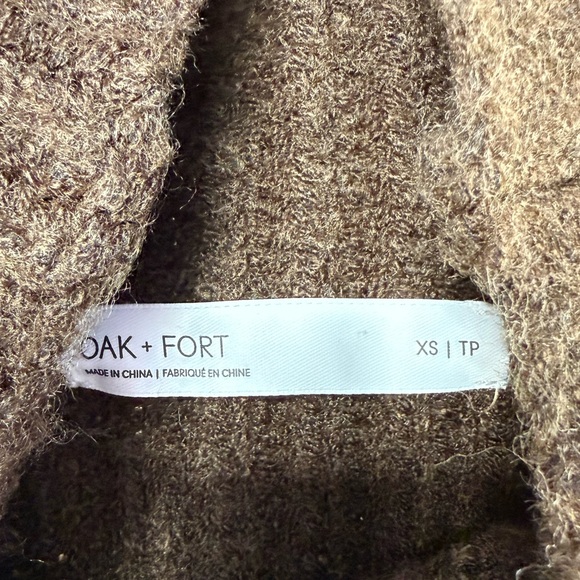 OAK + FORT
MADE IN CHINA | FABRIQUÉ EN CHINE
XS | TP